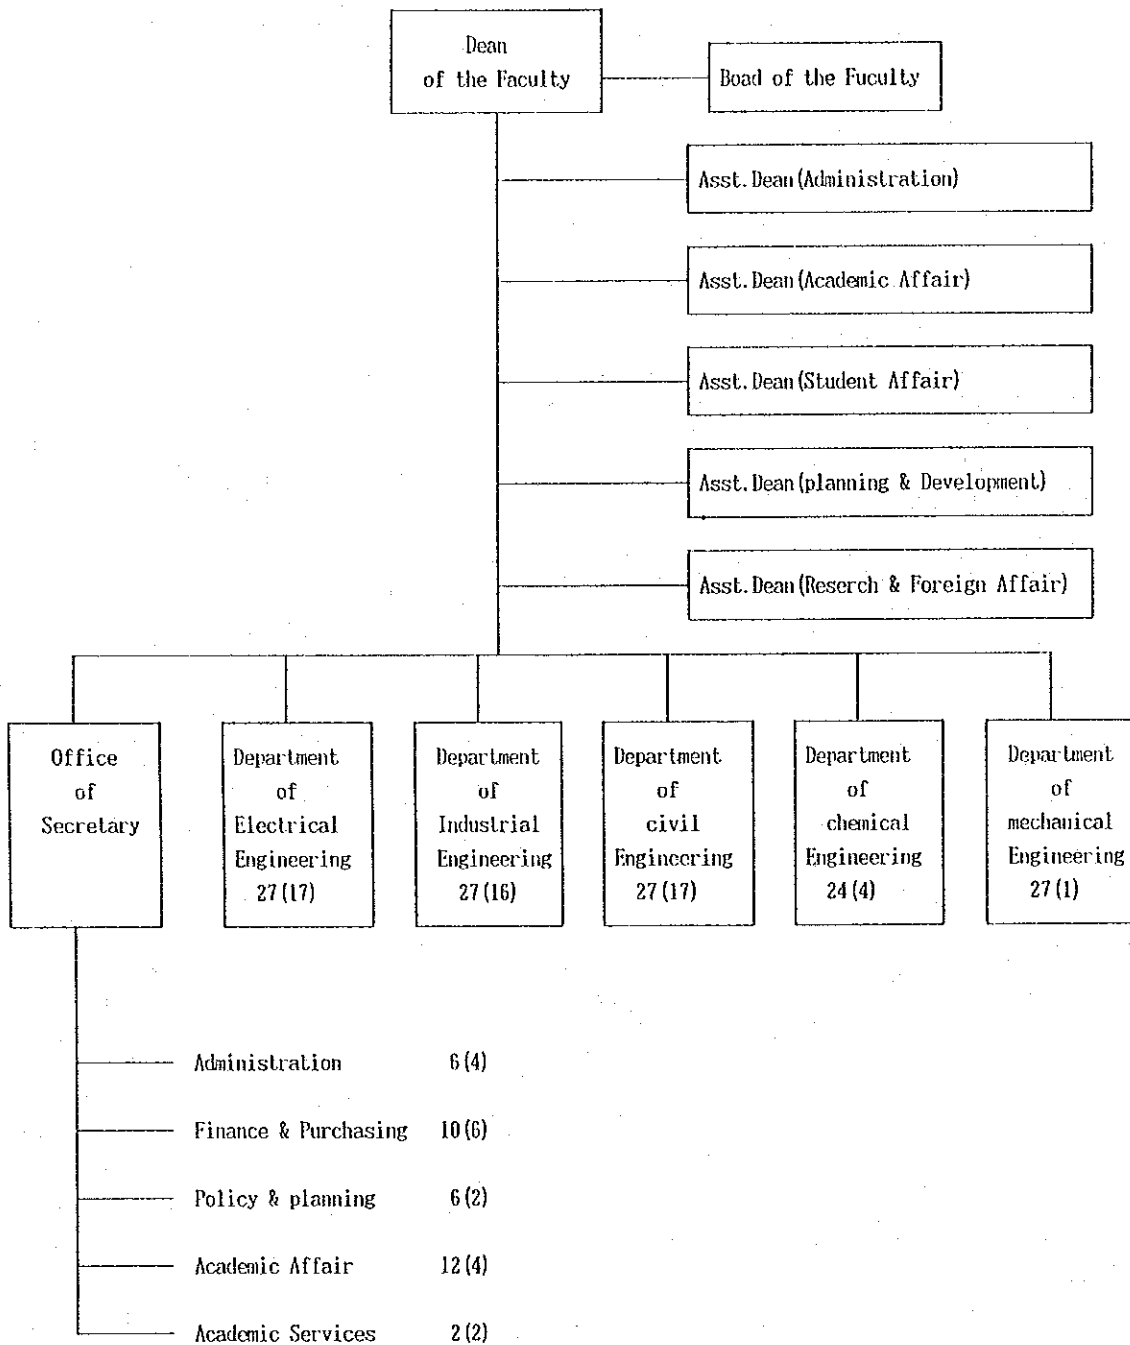 Dean
of the Faculty
Boad of the Fuculty
Asst.Dean(Administration)
Asst.Dean(Academic Affair)
Asst.Dean(Student Affair)
Asst.Dean(planning & Development)
Asst.Dean(Reserch & Foreign Affair)
Office
of
Secretary
Department
of
Electrical
Engineering
27(17)
Department
of
Industrial
Engineering
27(16)
Department
of
civil
Engineering
27(17)
Department
of
chemical
Engineering
24(4)
Department
of
mechanical
Engineering
27(1)
Administration 6(4)
Finance & Purchasing 10(6)
Policy & planning 6(2)
Academic Affair 12(4)
Academic Services 2(2)